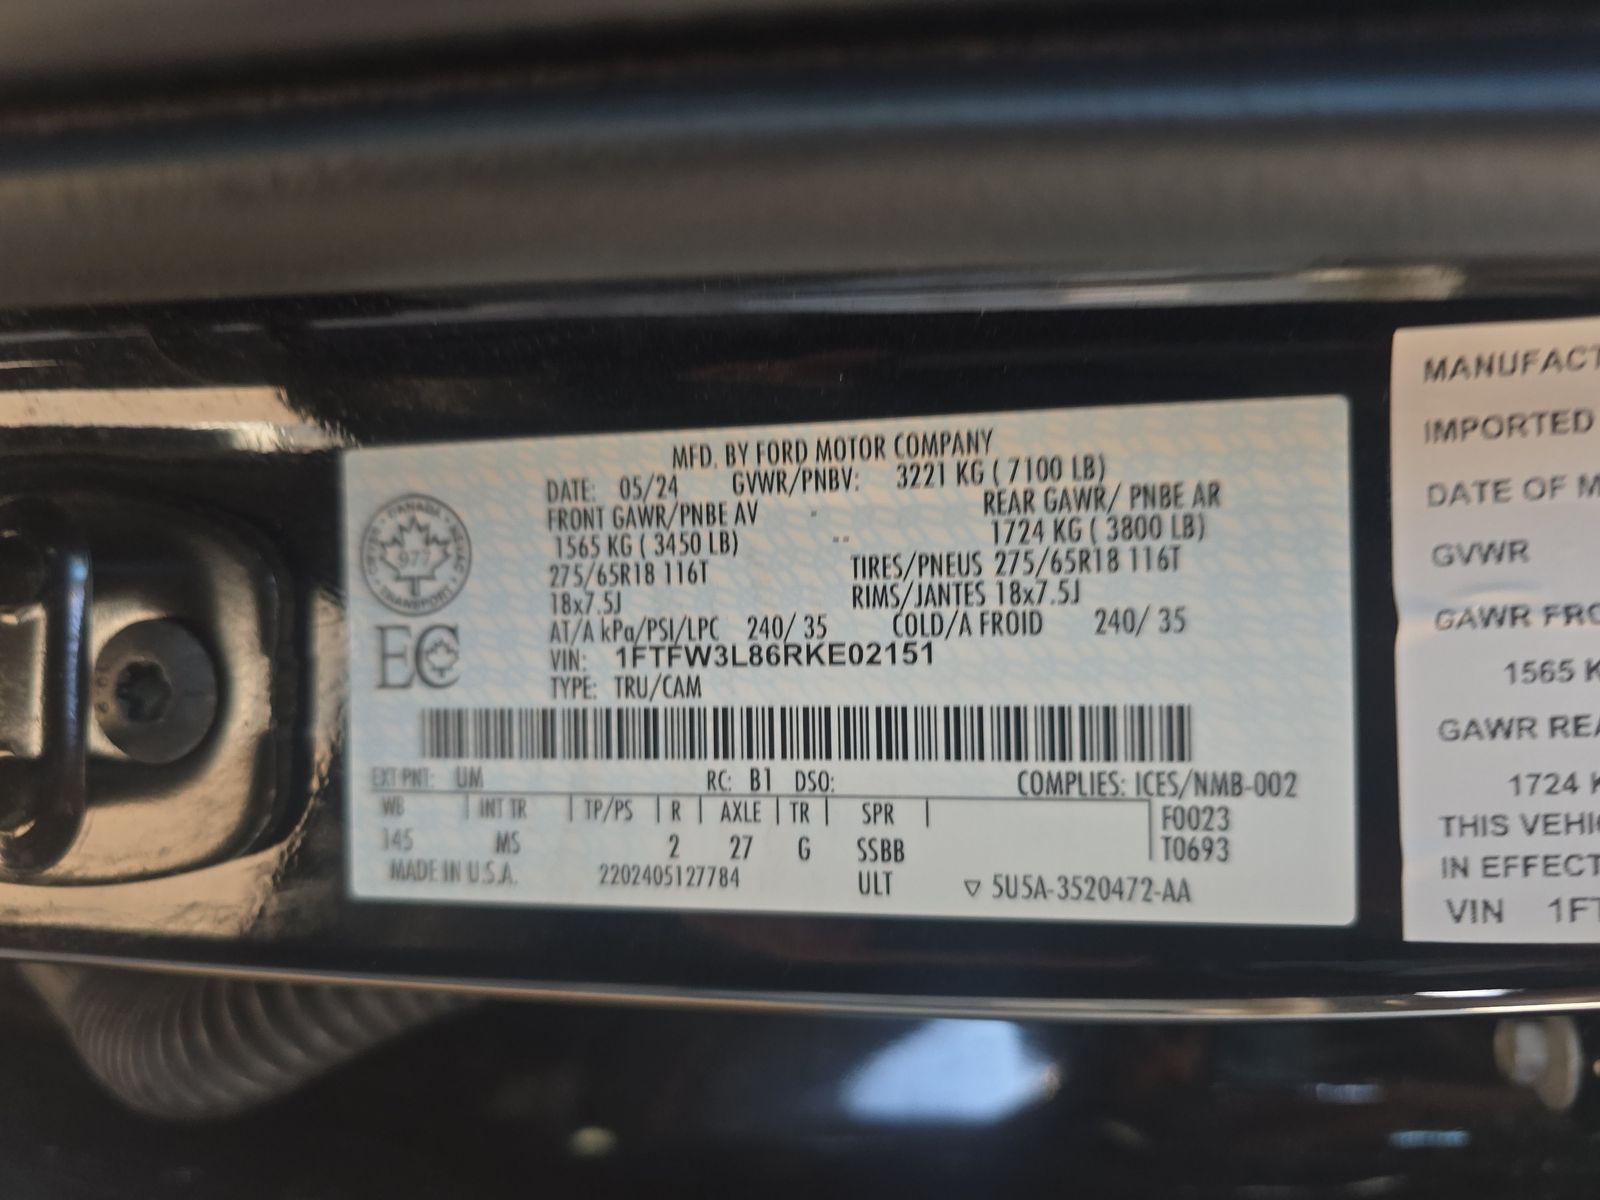 MFD. BY FORD MOTOR COMPANY
DATE: 05/24 GVWR/PNBV: 3221 KG ( 7100 LB)
FRONT GAWR/PNBE AV - REAR GAWR/ PNBE AR
1565 KG ( 3450 LB) -- 1724 KG ( 3800 LB)
275/65R18 116T TIRES/PNEUS 275/65R18 116T
18x7.5J RIMS/JANTES 18x7.5J
AT/A kPa/PSI/LPC 240/ 35 COLD/A FROID 240/ 35
VIN: 1FTFW3L86RKE02151
TYPE: TRU/CAM
CANADA
977
TRANSPORT
EC
EXT PNT: UM RC: B1 DSO: COMPLIES: ICES/NMB-002
WB INT TR TP/PS R AXLE TR SPR F0023
145 MS 2 27 G SSBB T0693
MADE IN U.S.A. 2202405127784 ULT ▽ 5U5A-3520472-AA
MANUFACT
IMPORTED
DATE OF M
GVWR
GAWR FRO
1565 K
GAWR REA
1724 K
THIS VEHI
IN EFFECT
VIN 1FT